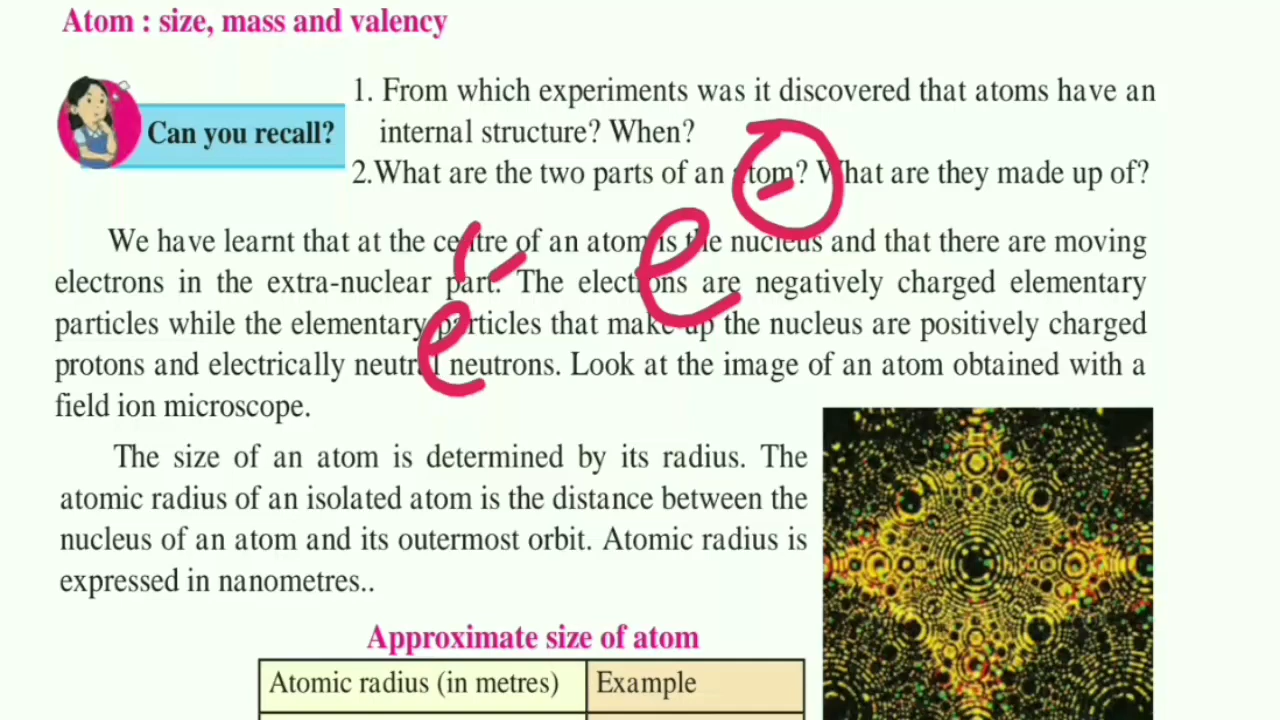 Atom : size, mass and valency
Can you recall?
1. From which experiments was it discovered that atoms have an
internal structure? When?
2.What are the two parts of an atom? What are they made up of?
We have learnt that at the centre of an atom is the nucleus and that there are moving
electrons in the extra-nuclear part. The electrons are negatively charged elementary
particles while the elementary particles that make up the nucleus are positively charged
protons and electrically neutral neutrons. Look at the image of an atom obtained with a
field ion microscope.
e -
e -
The size of an atom is determined by its radius. The
atomic radius of an isolated atom is the distance between the
nucleus of an atom and its outermost orbit. Atomic radius is
expressed in nanometres..
Approximate size of atom
Atomic radius (in metres) Example